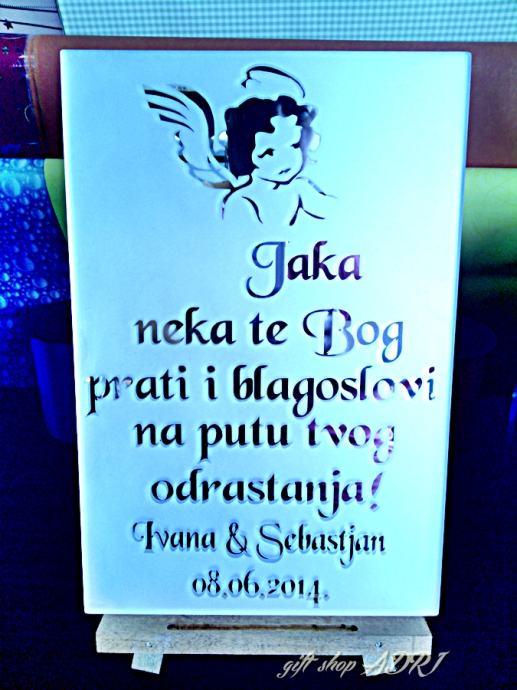 Jaka
neka te Bog
prati i blagoslovi
na putu tvog
odrastanja!
Ivana & Sebastjan
08.06.2014.
gift shop ADRI